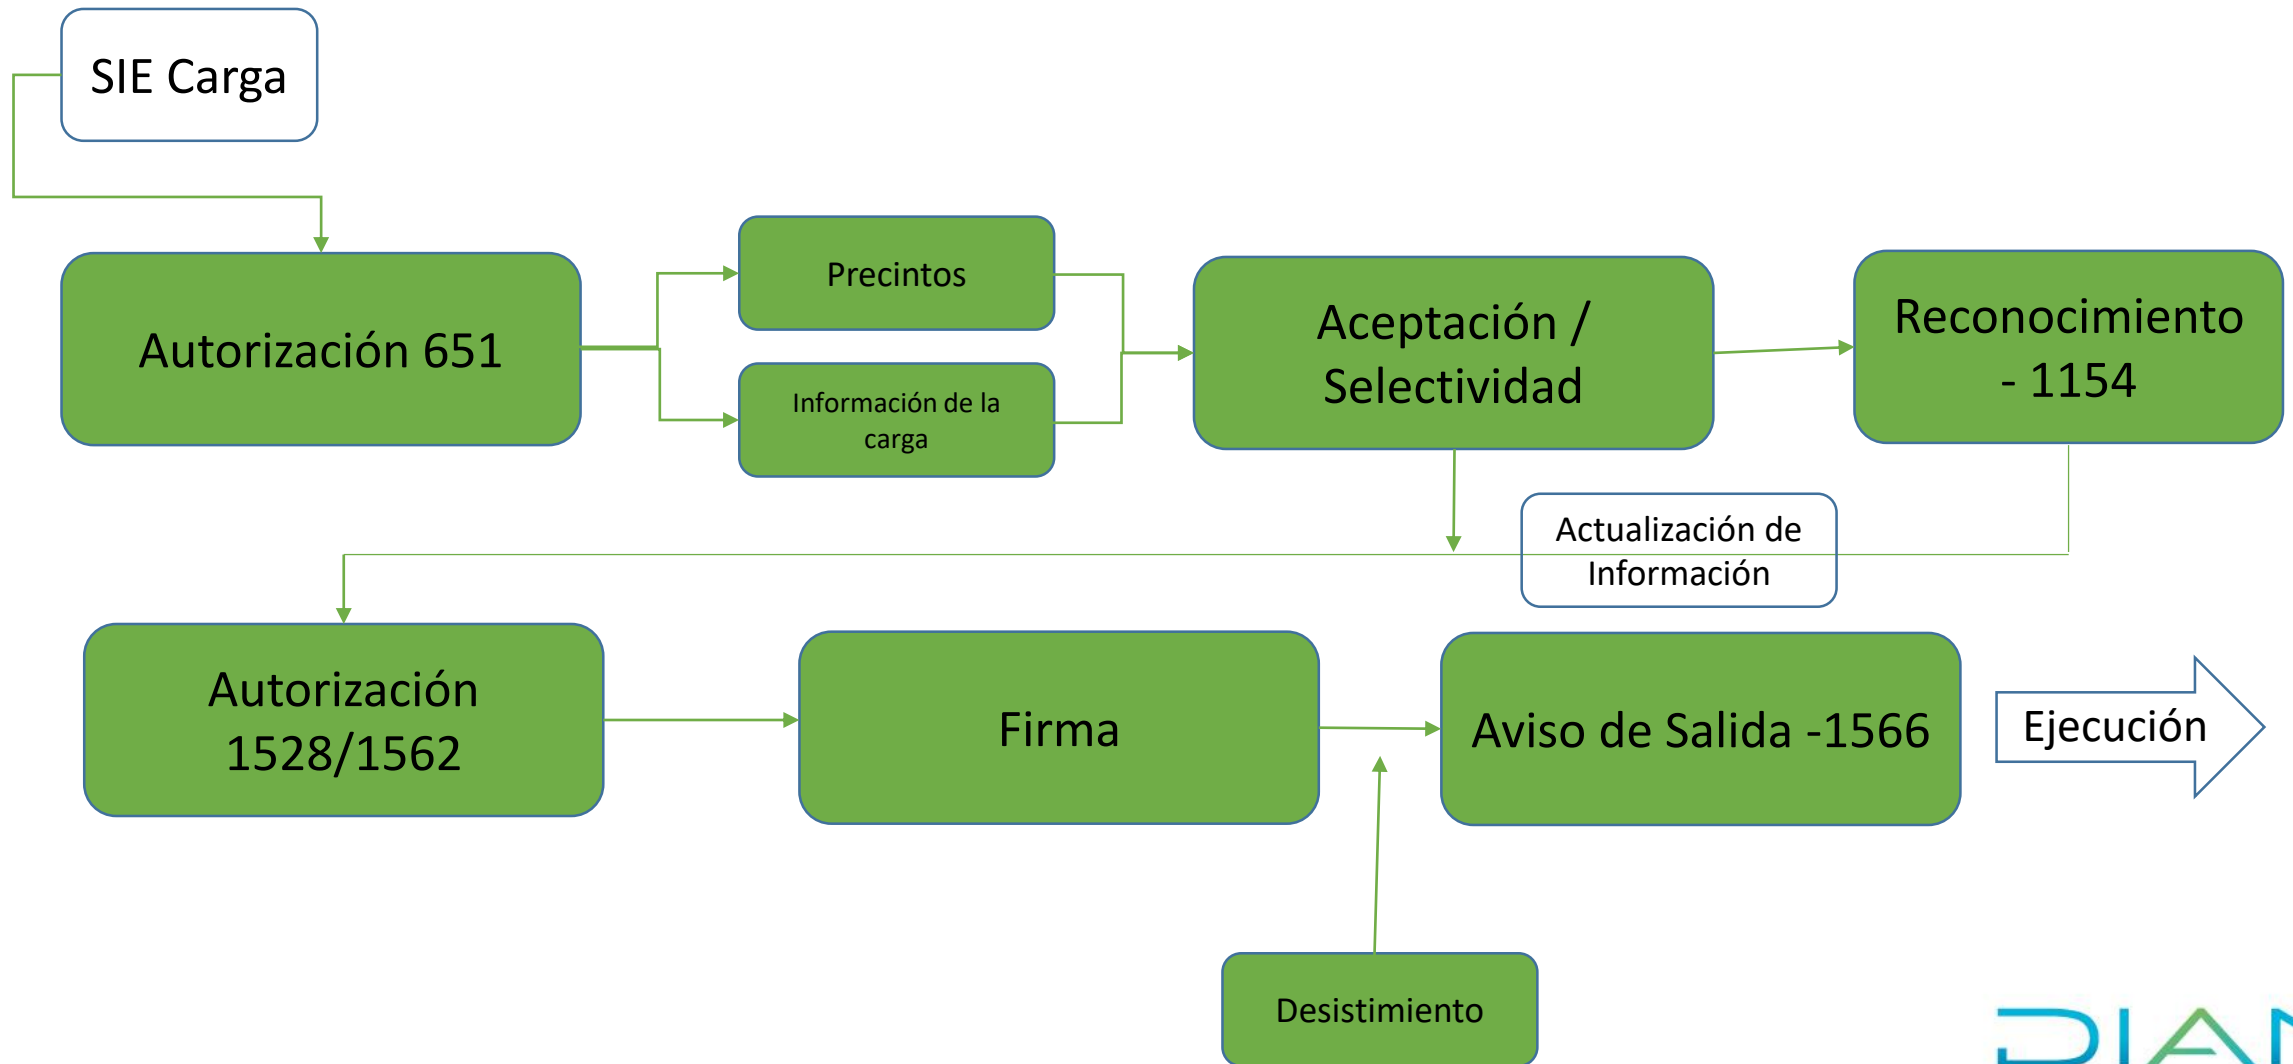 SIE Carga
Autorización 651
Precintos
Información de la
carga
Aceptación /
Selectividad
Reconocimiento
- 1154
Actualización de
Información
Autorización
1528/1562
Firma
Aviso de Salida -1566
Ejecución
Desistimiento
DIAN